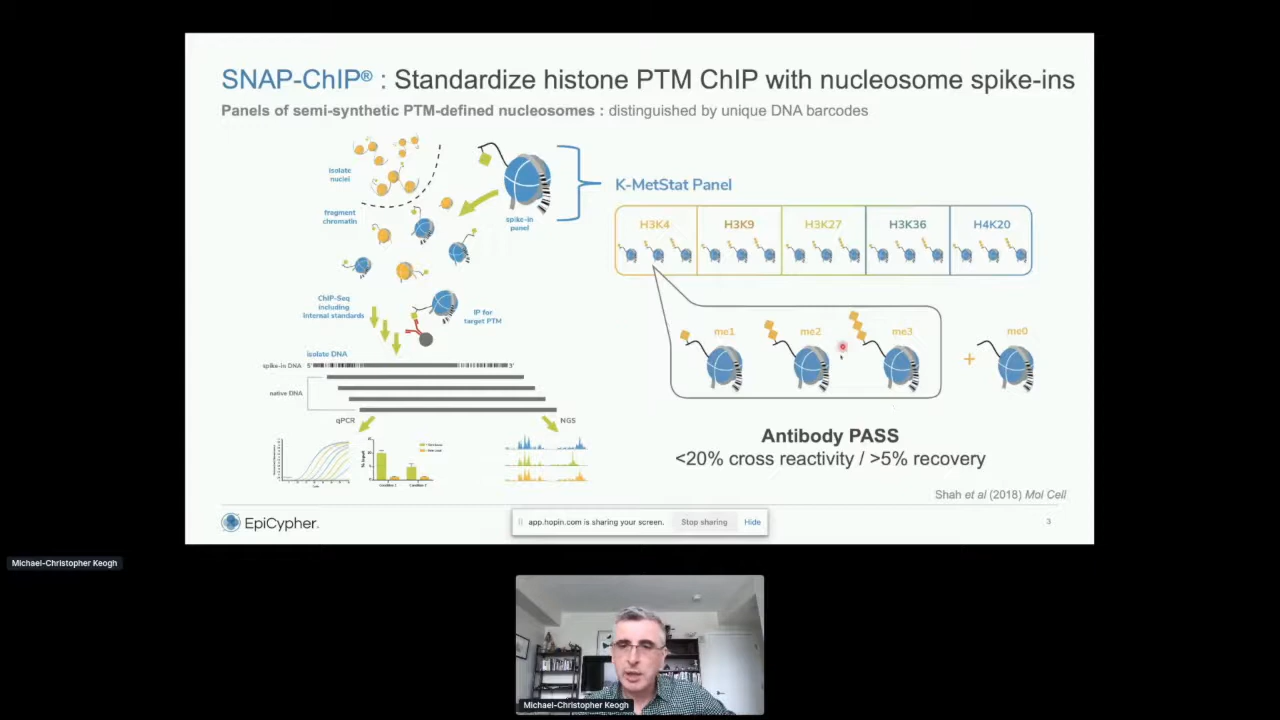 SNAP-ChIP® : Standardize histone PTM ChIP with nucleosome spike-ins
Panels of semi-synthetic PTM-defined nucleosomes : distinguished by unique DNA barcodes
isolate
nuclei
fragment
chromatin
spike-in
panel
ChIP-Seq
including
Internal standards
IP for
target PTM
isolate DNA
spike-in DNA
5'
3'
native DNA
qPCR
NGS
K-MetStat Panel
H3K4
H3K9
H3K27
H3K36
H4K20
me1
me2
me3
+
me0
Antibody PASS
<20% cross reactivity / >5% recovery
Shah et al (2018) Mol Cell
EpiCypher.
app.hopin.com is sharing your screen.
Stop sharing
Hide
3
Michael-Christopher Keogh
Michael-Christopher Keogh